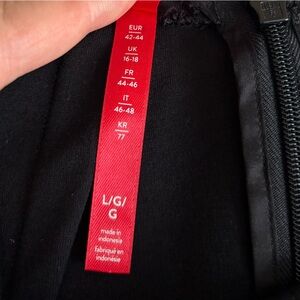 EUR
42-44
UK
16-18
FR
44-46
IT
46-48
KR
77
L/G/
G
made in
indonesia
fabriqué en
indonésie